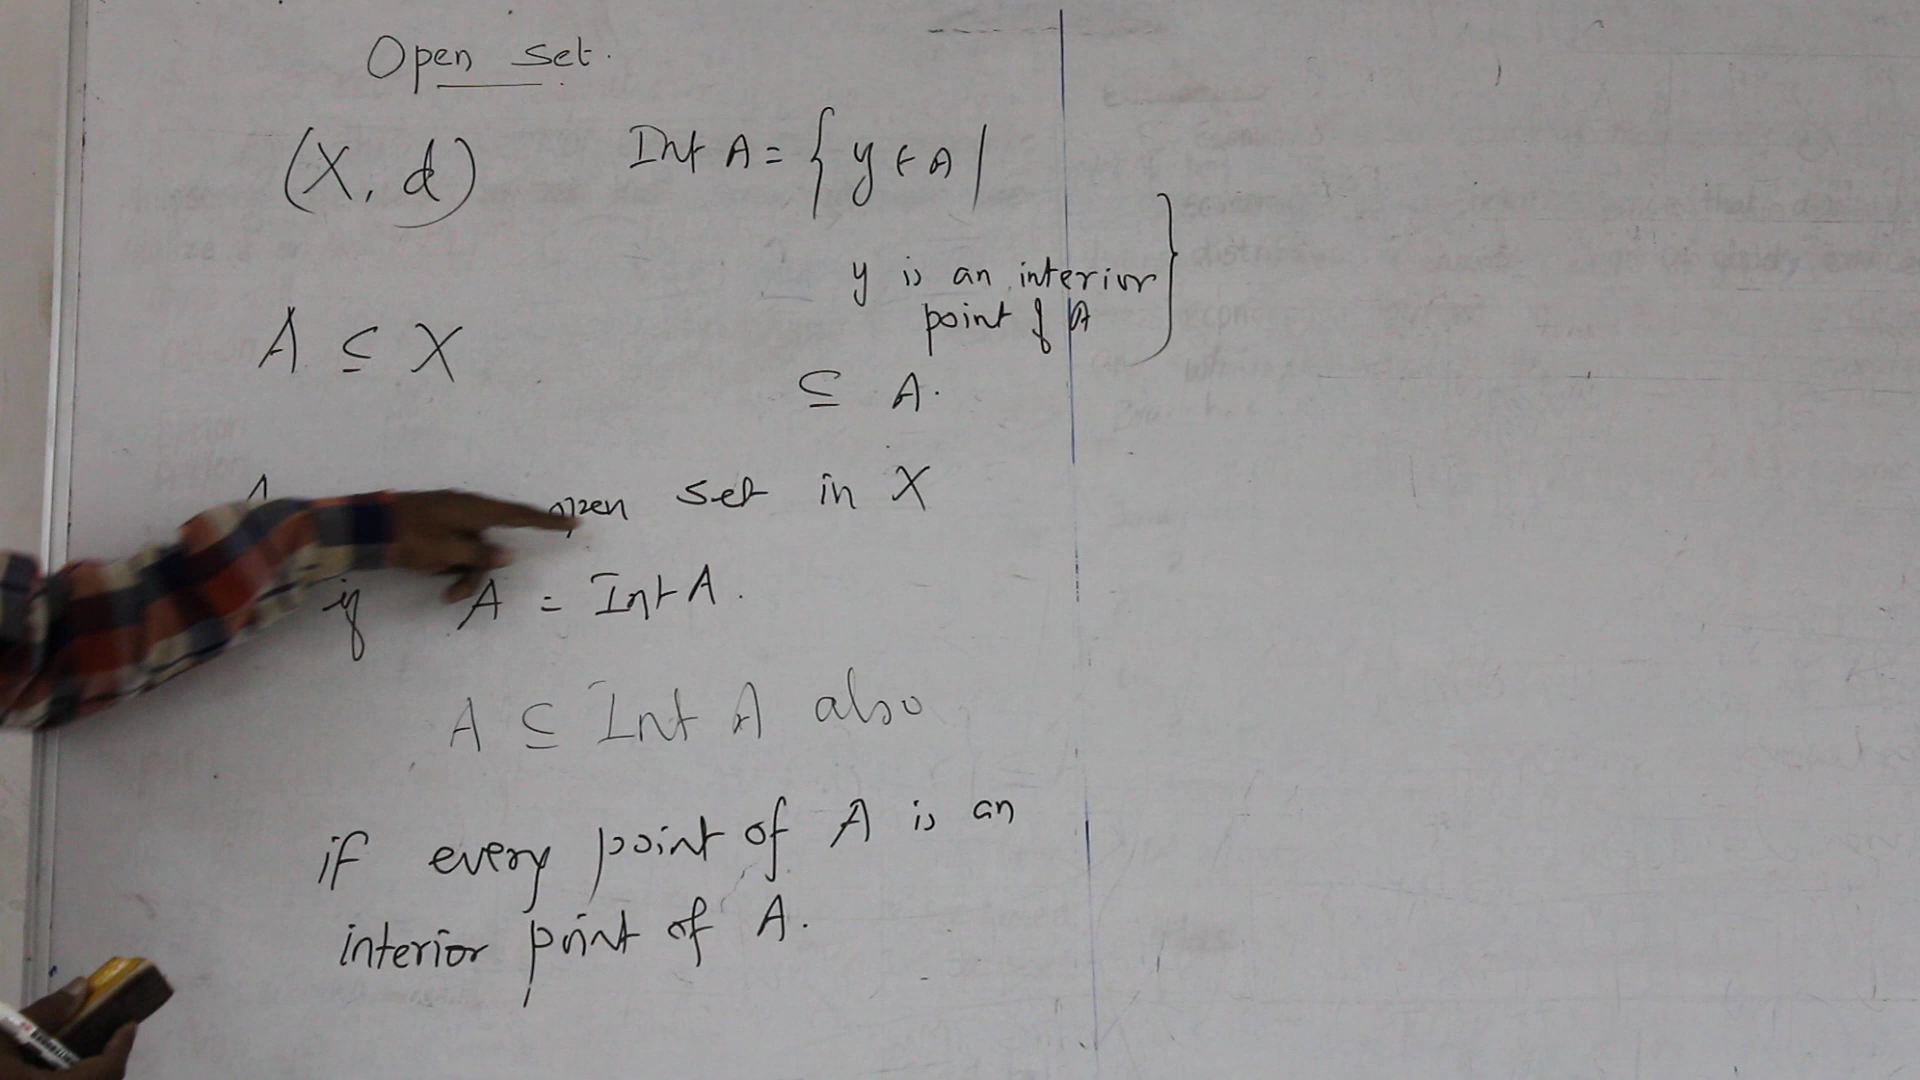 Open set.
(X, d)
Int A = { y ∈ A |
y is an interior
point of A }
⊆ A.
A ⊆ X
A open set in X
if A = Int A.
A ⊆ Int A also
if every point of A is an
interior point of A.